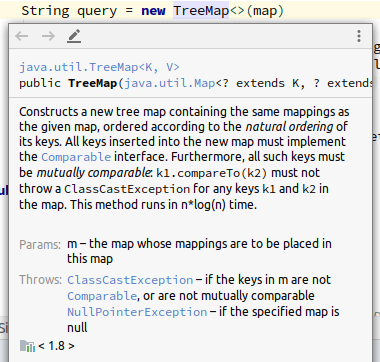 String query = new TreeMap<>(map)
java.util.TreeMap<K, V>
public TreeMap(java.util.Map<? extends K, ? extends
Constructs a new tree map containing the same mappings as
the given map, ordered according to the natural ordering of
its keys. All keys inserted into the new map must implement
the Comparable interface. Furthermore, all such keys must
be mutually comparable: k1.compareTo(k2) must not
throw a ClassCastException for any keys k1 and k2 in
the map. This method runs in n*log(n) time.
Params: m – the map whose mappings are to be placed in
this map
Throws: ClassCastException – if the keys in m are not
Comparable, or are not mutually comparable
NullPointerException – if the specified map is
null
< 1.8 >